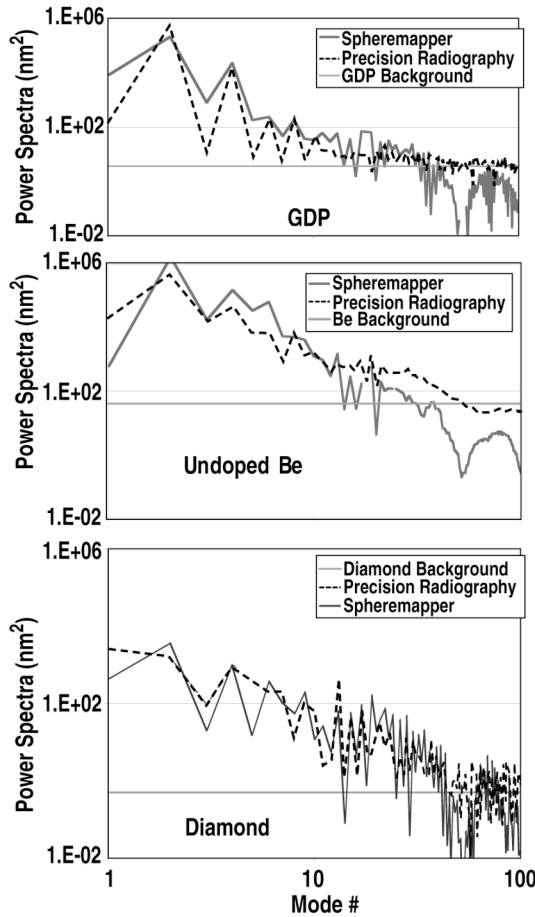 1.E+06
Spheremapper
Precision Radiography
GDP Background
Power Spectra (nm²)
1.E+02
GDP
1.E-02
1.E+06
Spheremapper
Precision Radiography
Be Background
Power Spectra (nm²)
1.E+02
Undoped Be
1.E-02
1.E+06
Diamond Background
Precision Radiography
Spheremapper
Power Spectra (nm²)
1.E+02
Diamond
1.E-02
1 10 100
Mode #